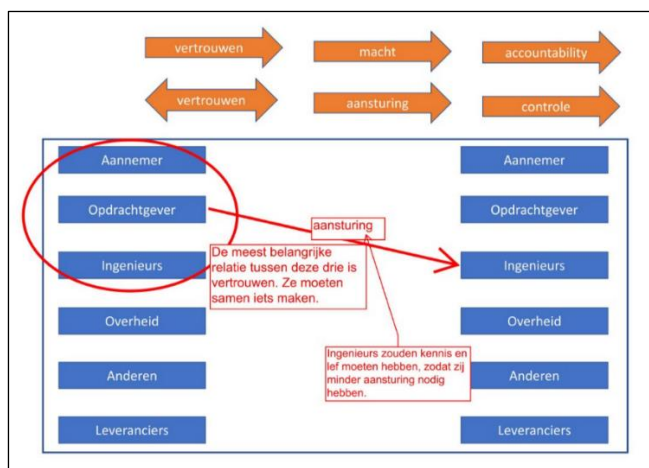 vertrouwen
macht
accountability
vertrouwen
aansturing
controle
Aannemer
Aannemer
Opdrachtgever
Opdrachtgever
aansturing
De meest belangrijke
relatie tussen deze drie is
vertrouwen. Ze moeten
samen iets maken.
Ingenieurs
Ingenieurs
Overheid
Overheid
Ingenieurs zouden kennis en
lef moeten hebben, zodat zij
minder aansturing nodig
hebben.
Anderen
Anderen
Leveranciers
Leveranciers